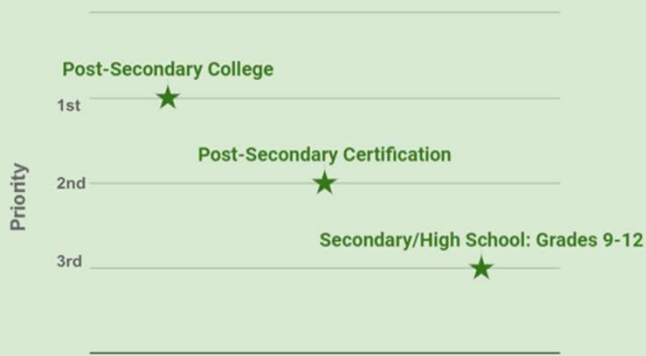 Post-Secondary College
1st
Post-Secondary Certification
2nd
Secondary/High School: Grades 9-12
3rd
Priority